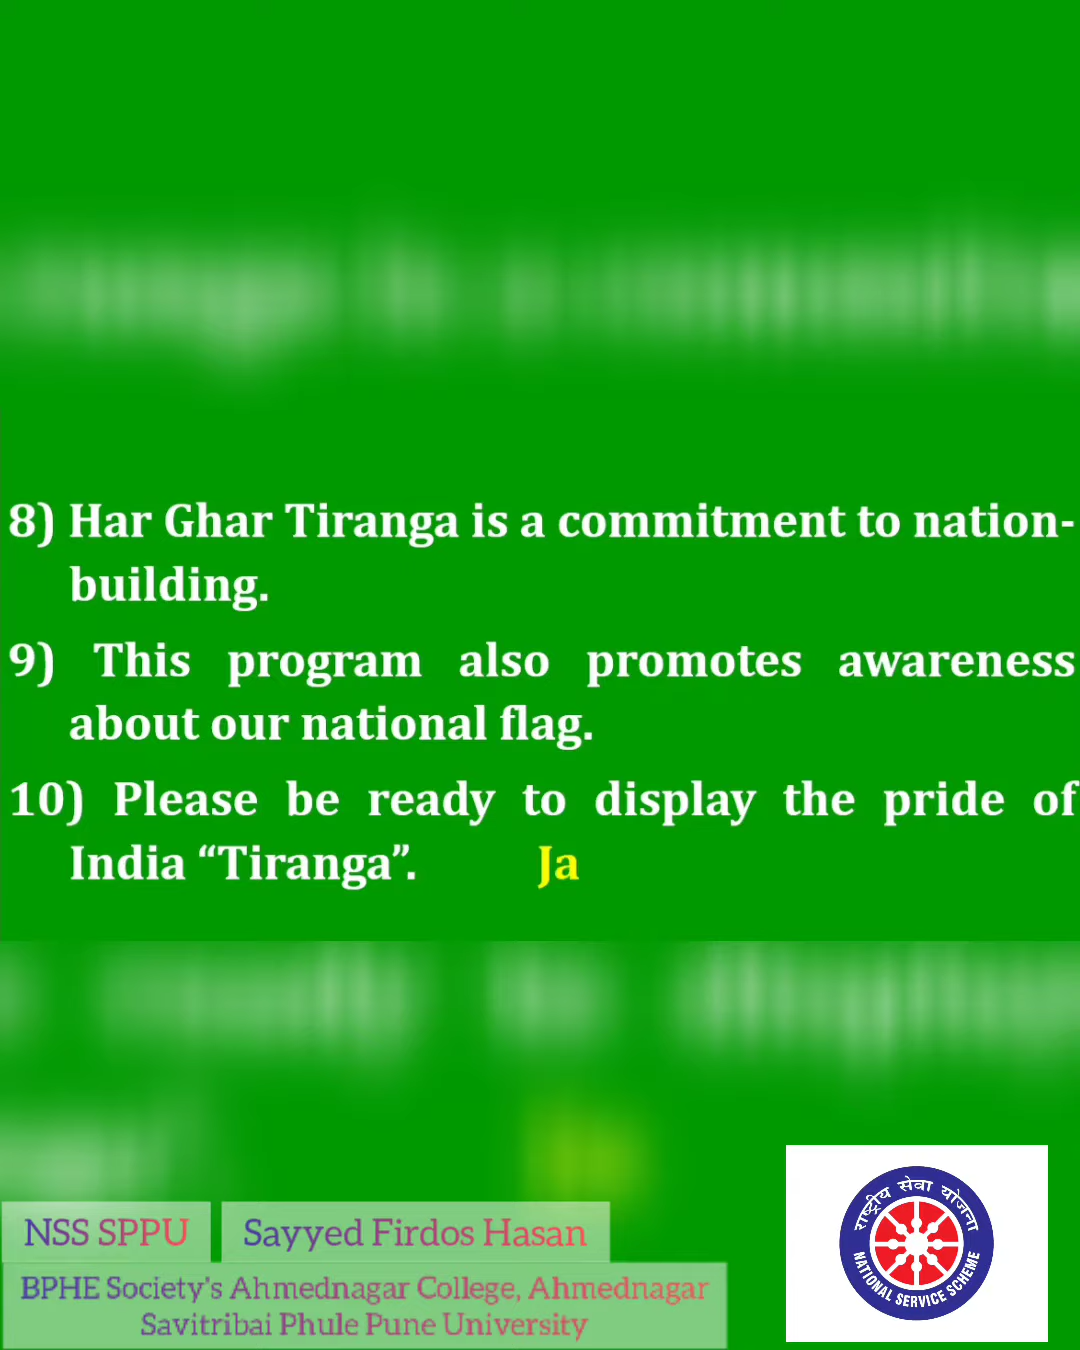 8) Har Ghar Tiranga is a commitment to nation-
building.
9) This program also promotes awareness
about our national flag.
10) Please be ready to display the pride of
India “Tiranga”. Ja
NSS SPPU
Sayyed Firdos Hasan
BPHE Society's Ahmednagar College, Ahmednagar
Savitribai Phule Pune University
राष्ट्रीय सेवा योजना
NATIONAL SERVICE SCHEME